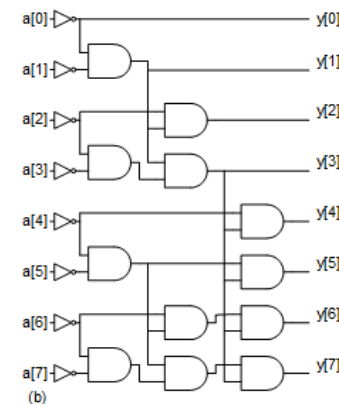 a[0] y[0]
a[1] y[1]
a[2] y[2]
a[3] y[3]
a[4] y[4]
a[5] y[5]
a[6] y[6]
a[7] y[7]
(b)